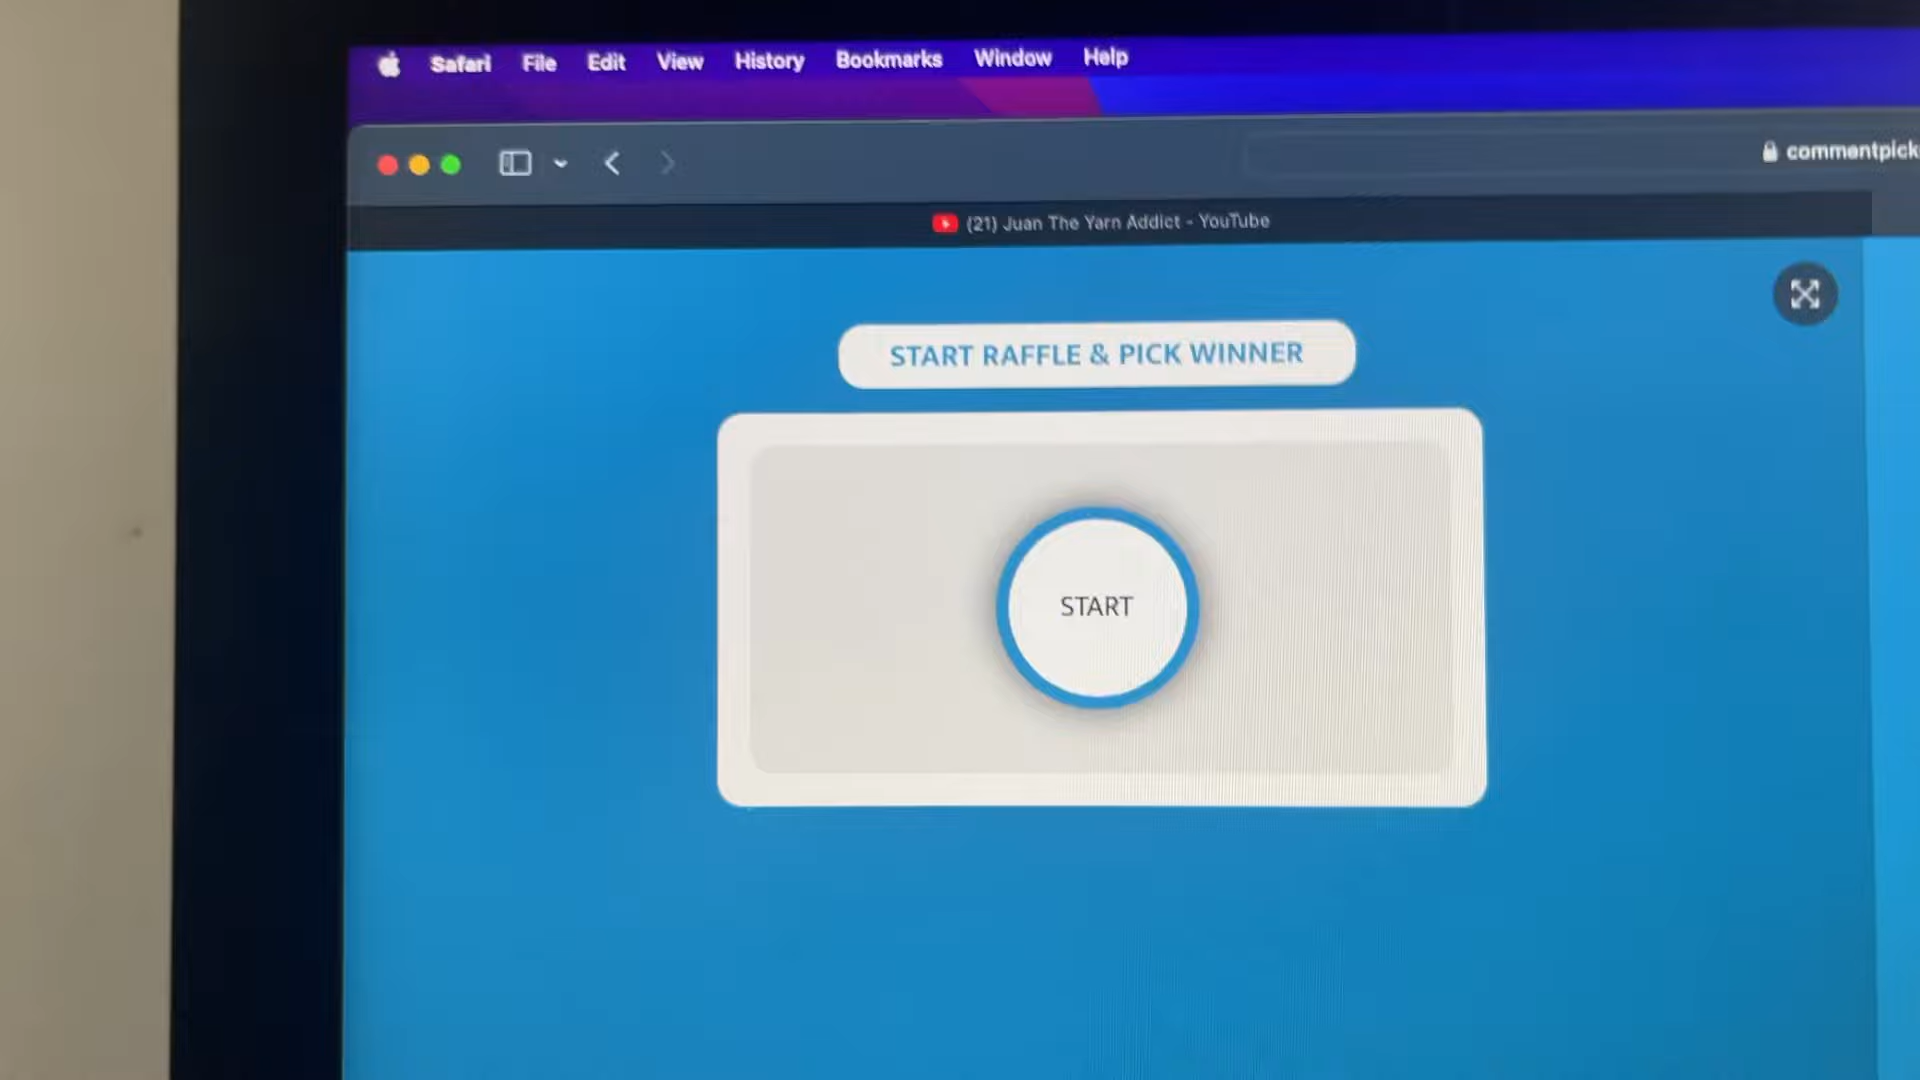 Safari File Edit View History Bookmarks Window Help
commentpick
(21) Juan The Yarn Addict - YouTube
START RAFFLE & PICK WINNER
START